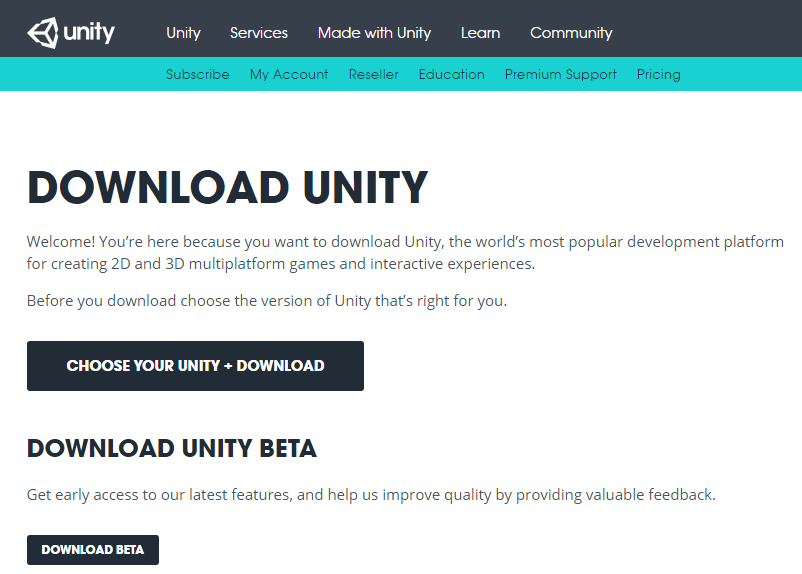 unity Unity Services Made with Unity Learn Community
Subscribe My Account Reseller Education Premium Support Pricing
DOWNLOAD UNITY
Welcome! You’re here because you want to download Unity, the world’s most popular development platform
for creating 2D and 3D multiplatform games and interactive experiences.
Before you download choose the version of Unity that’s right for you.
CHOOSE YOUR UNITY + DOWNLOAD
DOWNLOAD UNITY BETA
Get early access to our latest features, and help us improve quality by providing valuable feedback.
DOWNLOAD BETA